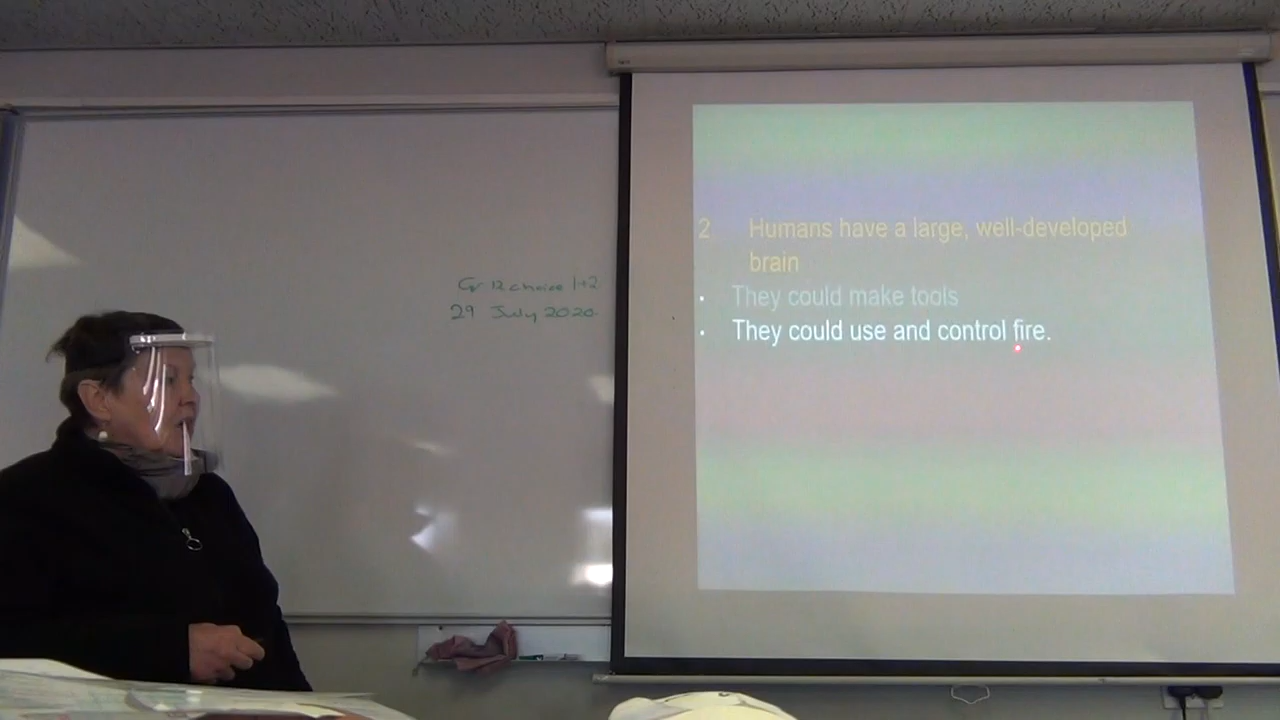 Gr 12 choice 1+2
29 July 2020
2 Humans have a large, well-developed
brain
• They could make tools
• They could use and control fire.